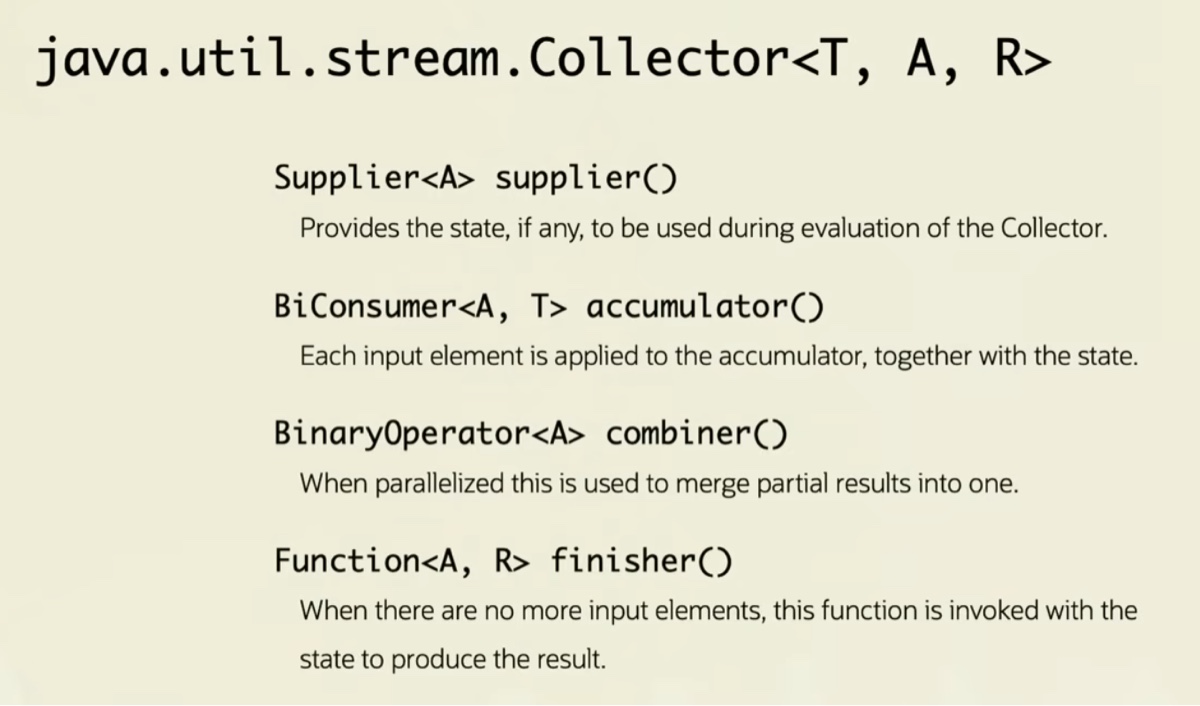 java.util.stream.Collector<T, A, R>
Supplier<A> supplier()
Provides the state, if any, to be used during evaluation of the Collector.
BiConsumer<A, T> accumulator()
Each input element is applied to the accumulator, together with the state.
BinaryOperator<A> combiner()
When parallelized this is used to merge partial results into one.
Function<A, R> finisher()
When there are no more input elements, this function is invoked with the
state to produce the result.